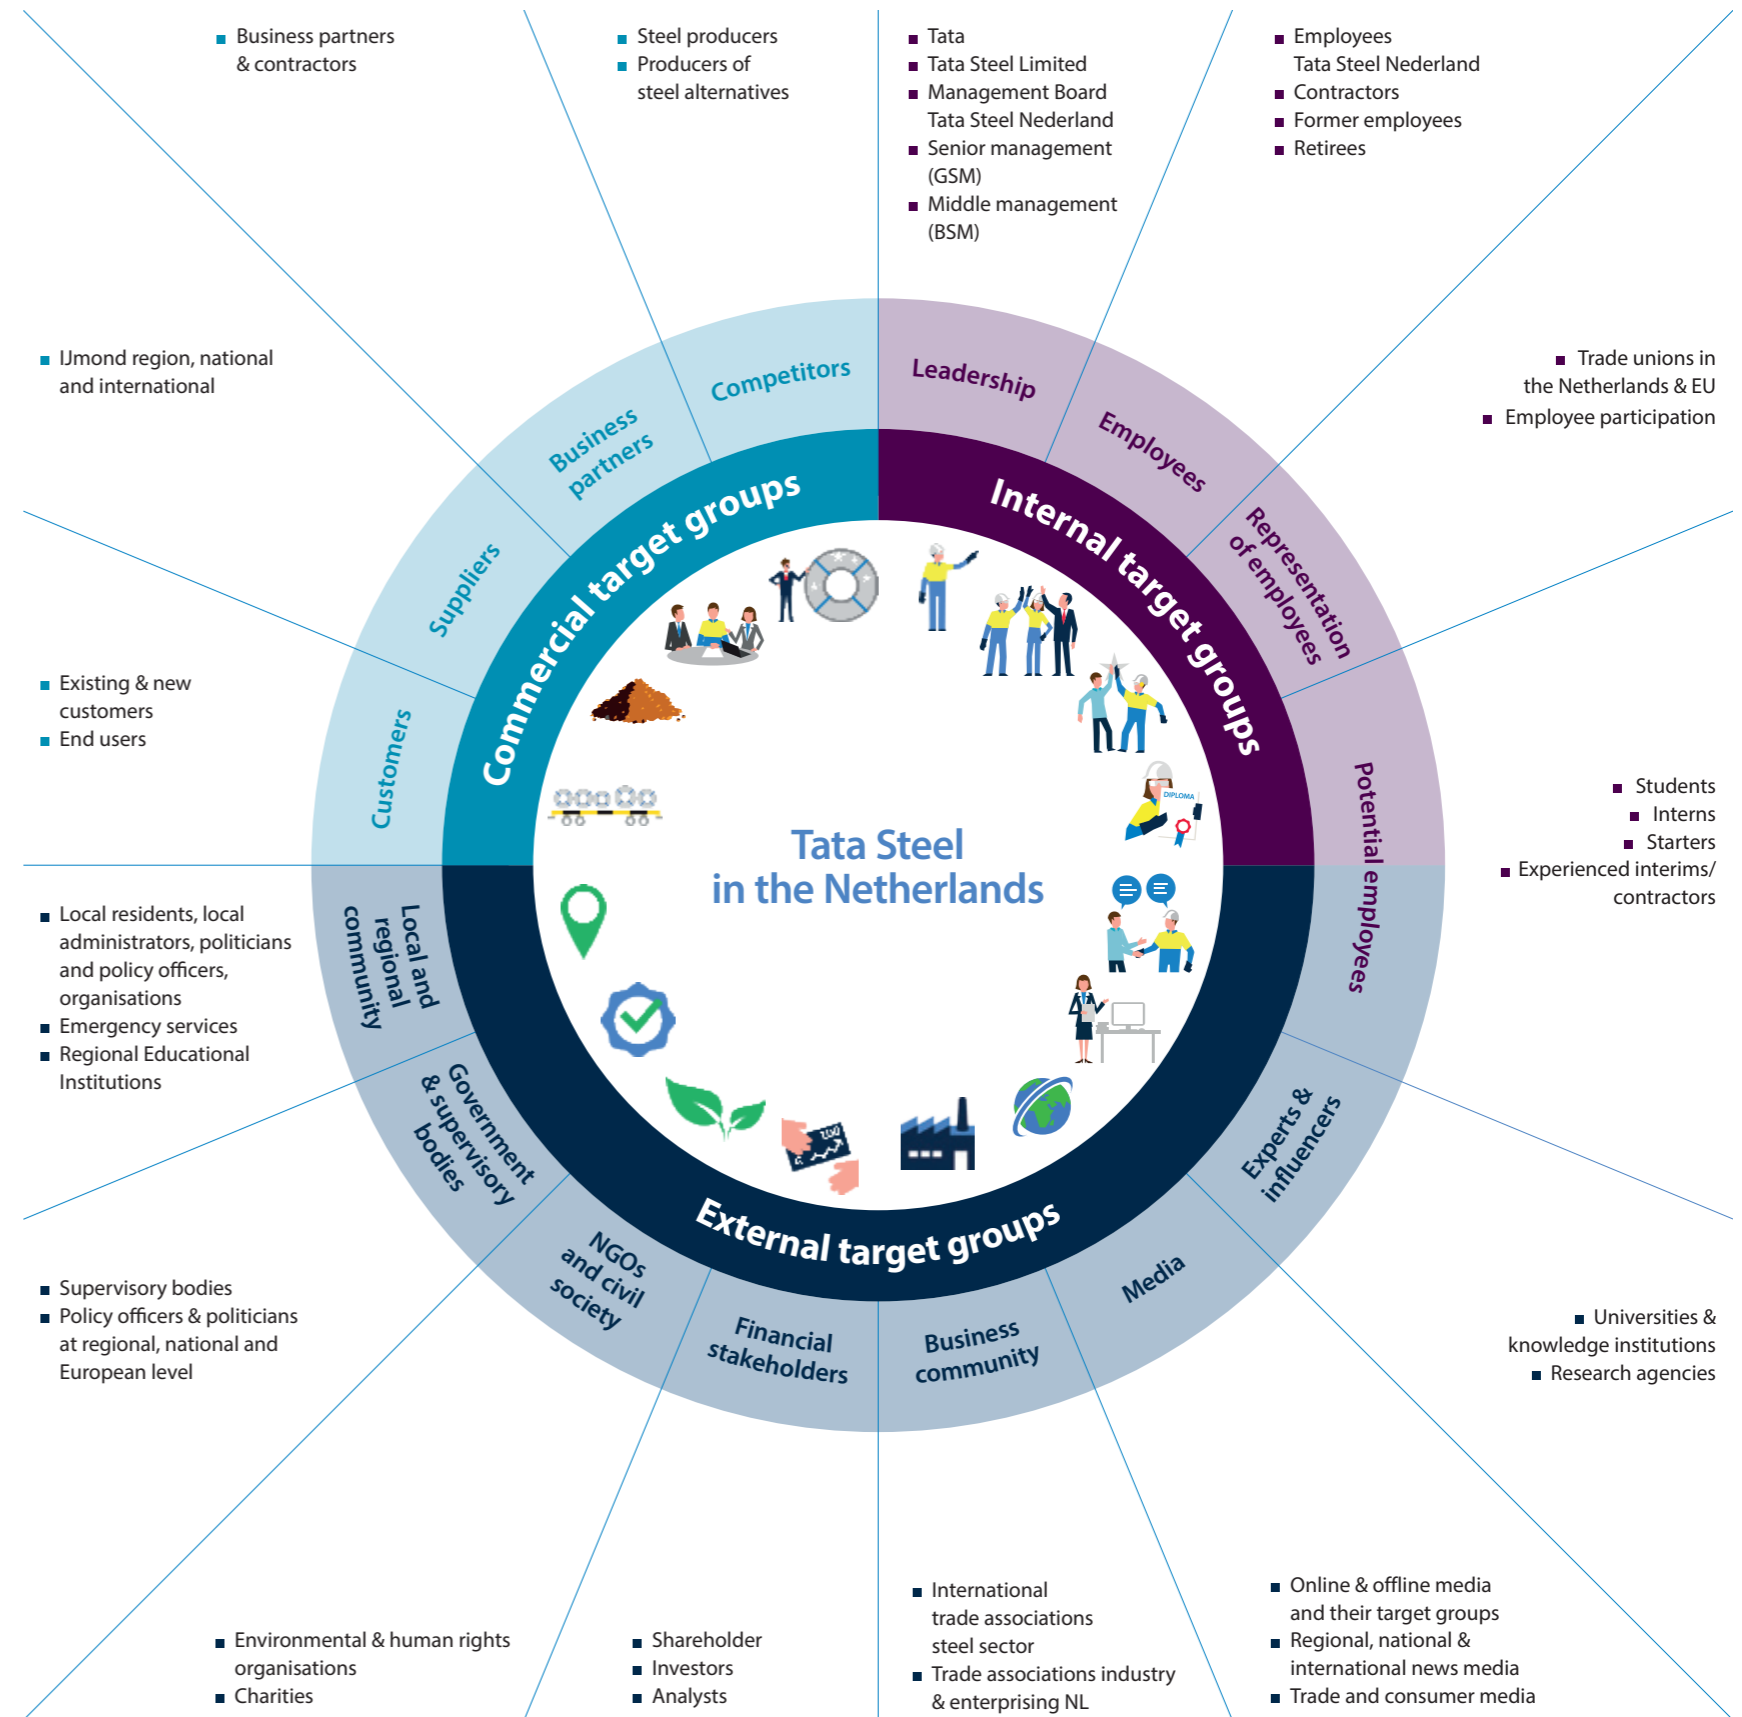 Business partners
& contractors
Steel producers
Producers of
steel alternatives
Tata
Tata Steel Limited
Management Board
Tata Steel Nederland
Senior management
(GSM)
Middle management
(BSM)
Employees
Tata Steel Nederland
Contractors
Former employees
Retirees
IJmond region, national
and international
Trade unions in
the Netherlands & EU
Employee participation
Existing & new
customers
End users
Students
Interns
Starters
Experienced interims/
contractors
Local residents, local
administrators, politicians
and policy officers,
organisations
Emergency services
Regional Educational
Institutions
Supervisory bodies
Policy officers & politicians
at regional, national and
European level
Universities &
knowledge institutions
Research agencies
Environmental & human rights
organisations
Charities
Shareholder
Investors
Analysts
International
trade associations
steel sector
Trade associations industry
& enterprising NL
Online & offline media
and their target groups
Regional, national &
international news media
Trade and consumer media
Competitors
Leadership
Business
partners
Employees
Suppliers
Representation
of employees
Customers
Potential employees
Local and
regional
community
Government
& supervisory
bodies
NGOs
and civil
society
Financial
stakeholders
Business
community
Media
Experts &
influencers
Commercial target groups
Internal target groups
External target groups
DIPLOMA
Tata Steel
in the Netherlands